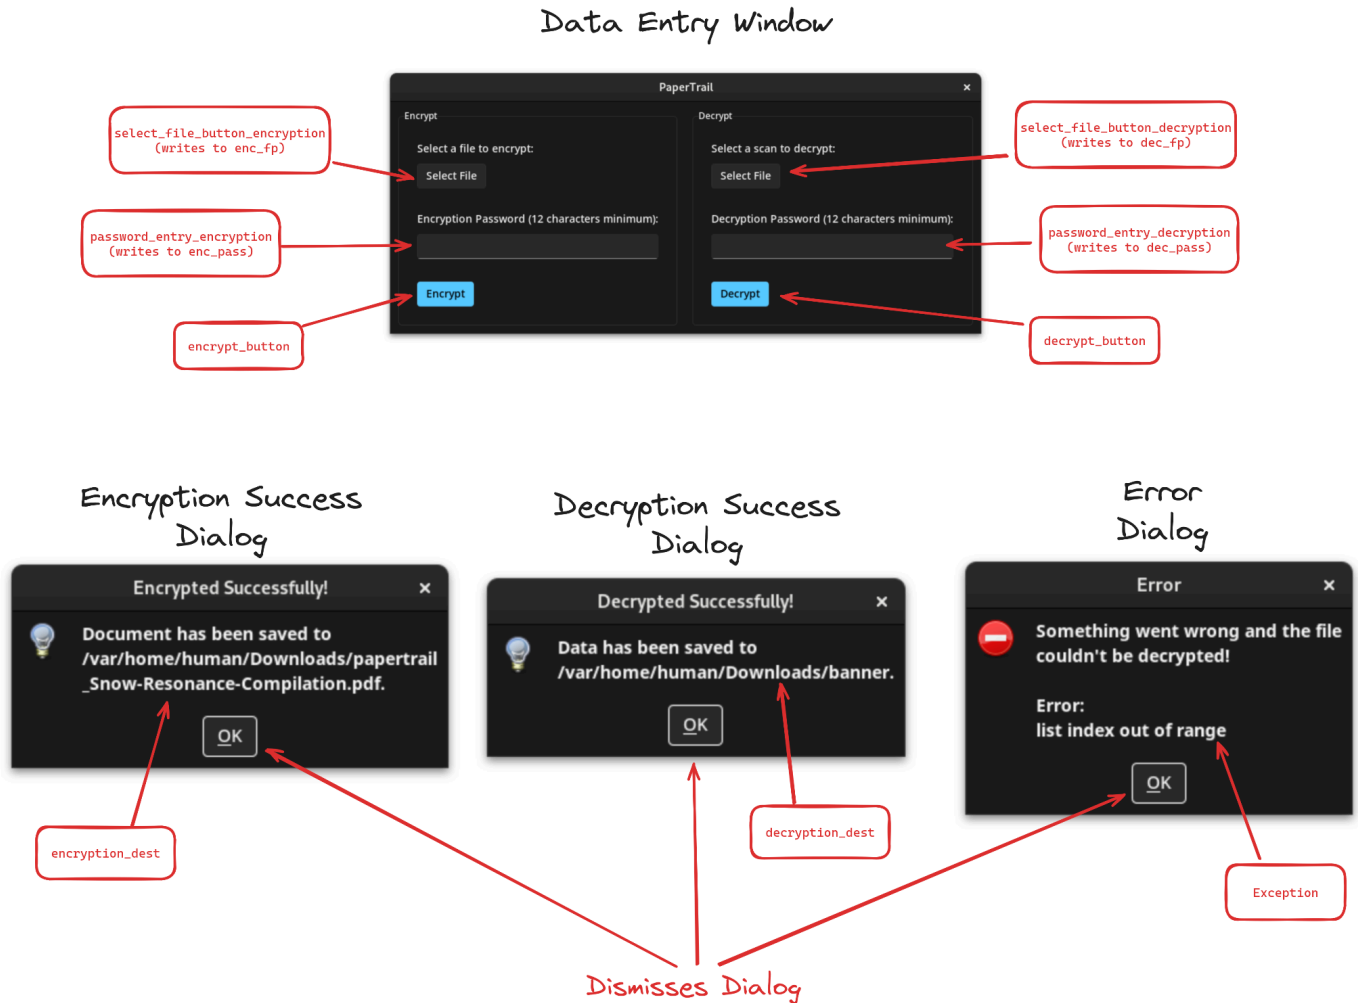 Data Entry Window
PaperTrail
select_file_button_encryption
(writes to enc_fp)
password_entry_encryption
(writes to enc_pass)
encrypt_button
Encrypt
Select a file to encrypt:
Select File
Encryption Password (12 characters minimum):
Encrypt
Decrypt
Select a scan to decrypt:
Select File
Decryption Password (12 characters minimum):
Decrypt
select_file_button_decryption
(writes to dec_fp)
password_entry_decryption
(writes to dec_pass)
decrypt_button
Encryption Success
Dialog
Encrypted Successfully!
Document has been saved to
/var/home/human/Downloads/papertrail
_Snow-Resonance-Compilation.pdf.
OK
encryption_dest
Decryption Success
Dialog
Decrypted Successfully!
Data has been saved to
/var/home/human/Downloads/banner.
OK
decryption_dest
Error
Dialog
Error
Something went wrong and the file
couldn't be decrypted!
Error:
list index out of range
OK
Exception
Dismisses Dialog